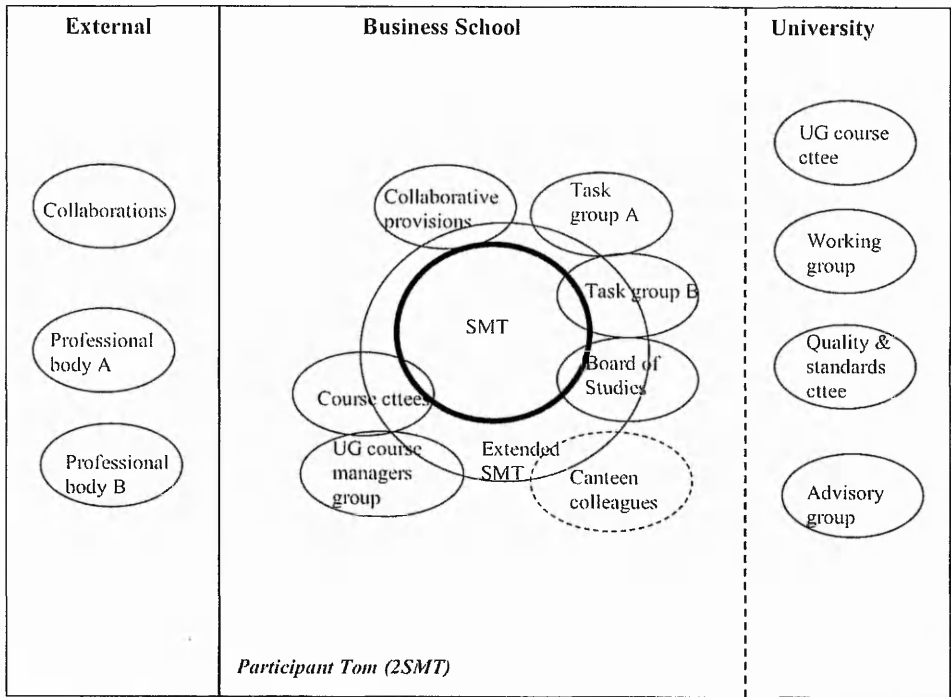 External
Business School
University
Collaborations
Professional
body A
Professional
body B
Collaborative
provisions
Task
group A
Task group B
SMT
Board of
Studies
Course cttees
UG course
managers
group
Extended
SMT
Canteen
colleagues
UG course
cttee
Working
group
Quality &
standards
cttee
Advisory
group
Participant Tom (2SMT)